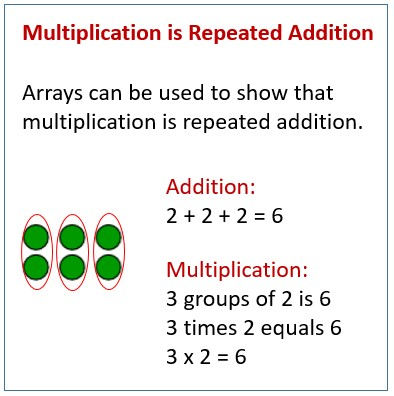 Multiplication is Repeated Addition
Arrays can be used to show that
multiplication is repeated addition.
Addition:
2 + 2 + 2 = 6
Multiplication:
3 groups of 2 is 6
3 times 2 equals 6
3 x 2 = 6